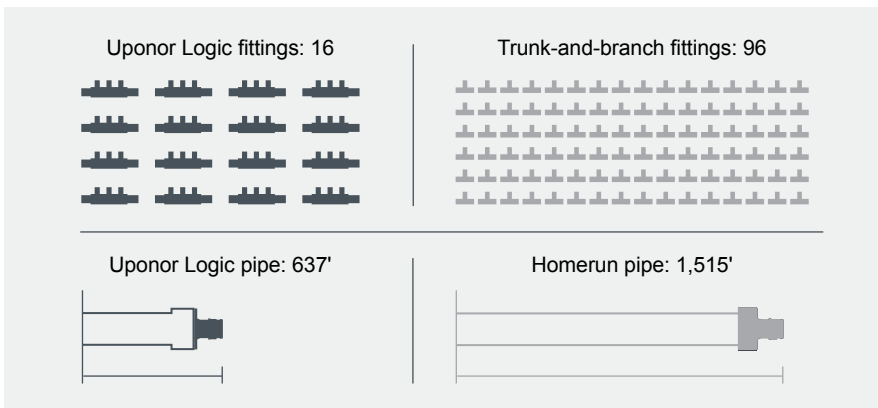 Uponor Logic fittings: 16
Trunk-and-branch fittings: 96
Uponor Logic pipe: 637'
Homerun pipe: 1,515'